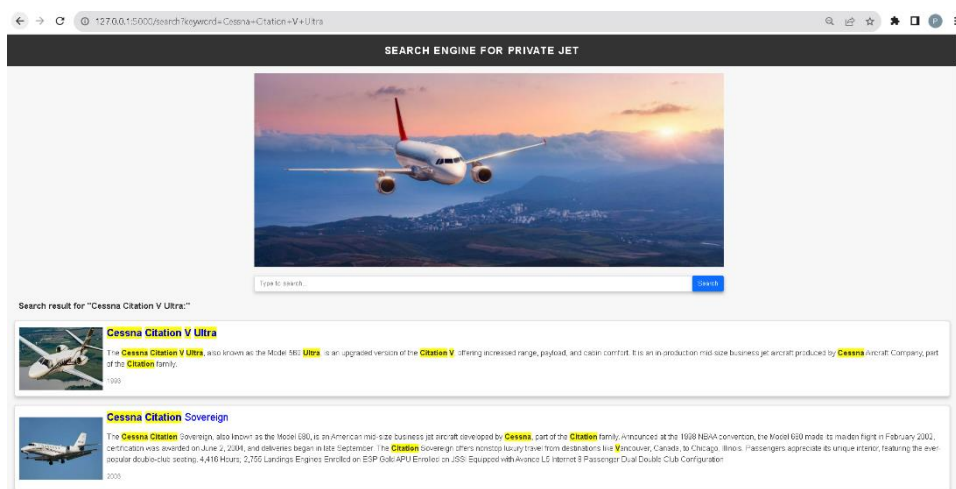 127.0.0.1:5000/search?keyword=Cessna+Citation+V+Ultra
P
SEARCH ENGINE FOR PRIVATE JET
Type to search...
Search
Search result for "Cessna Citation V Ultra:"
Cessna Citation V Ultra
The Cessna Citation V Ultra, also known as the Model 560 Ultra, is an upgraded version of the Citation V, offering increased range, payload, and cabin comfort. It is an in-production mid-size business jet aircraft produced by Cessna Aircraft Company, part
of the Citation family.
1993
Cessna Citation Sovereign
The Cessna Citation Sovereign, also known as the Model 680, is an American mid-size business jet aircraft developed by Cessna, part of the Citation family. Announced at the 1998 NBAA convention, the Model 680 made its maiden flight in February 2002,
certification was awarded on June 2, 2004, and deliveries began in late September. The Citation Sovereign offers nonstop luxury travel from destinations like Vancouver, Canada, to Chicago, Illinois. Passengers appreciate its unique interior, featuring the ever-
popular double-club seating. 4,416 Hours, 2,755 Landings Engines Enrolled on ESP Gold APU Enrolled on JSSI Equipped with Avance L5 Internet 9 Passenger Dual Double Club Configuration